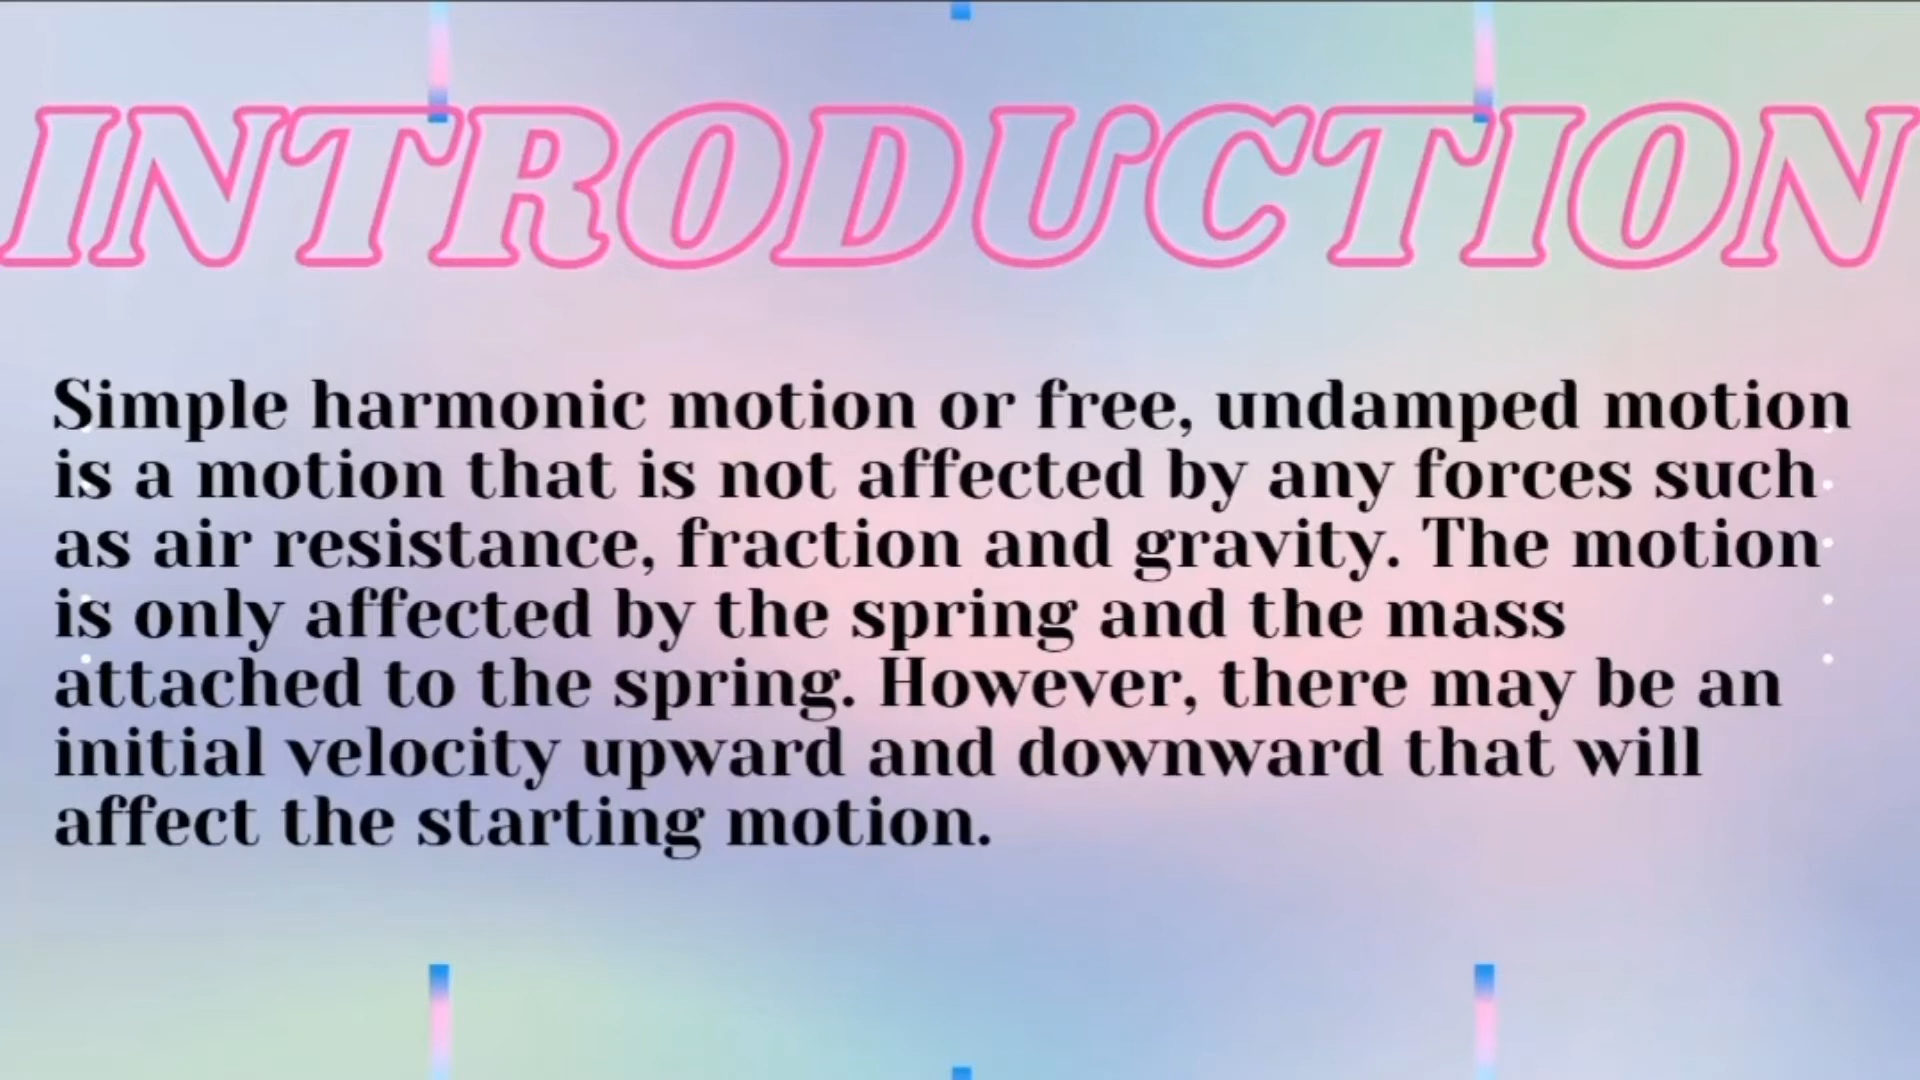 INTRODUCTION
Simple harmonic motion or free, undamped motion
is a motion that is not affected by any forces such
as air resistance, fraction and gravity. The motion
is only affected by the spring and the mass
attached to the spring. However, there may be an
initial velocity upward and downward that will
affect the starting motion.